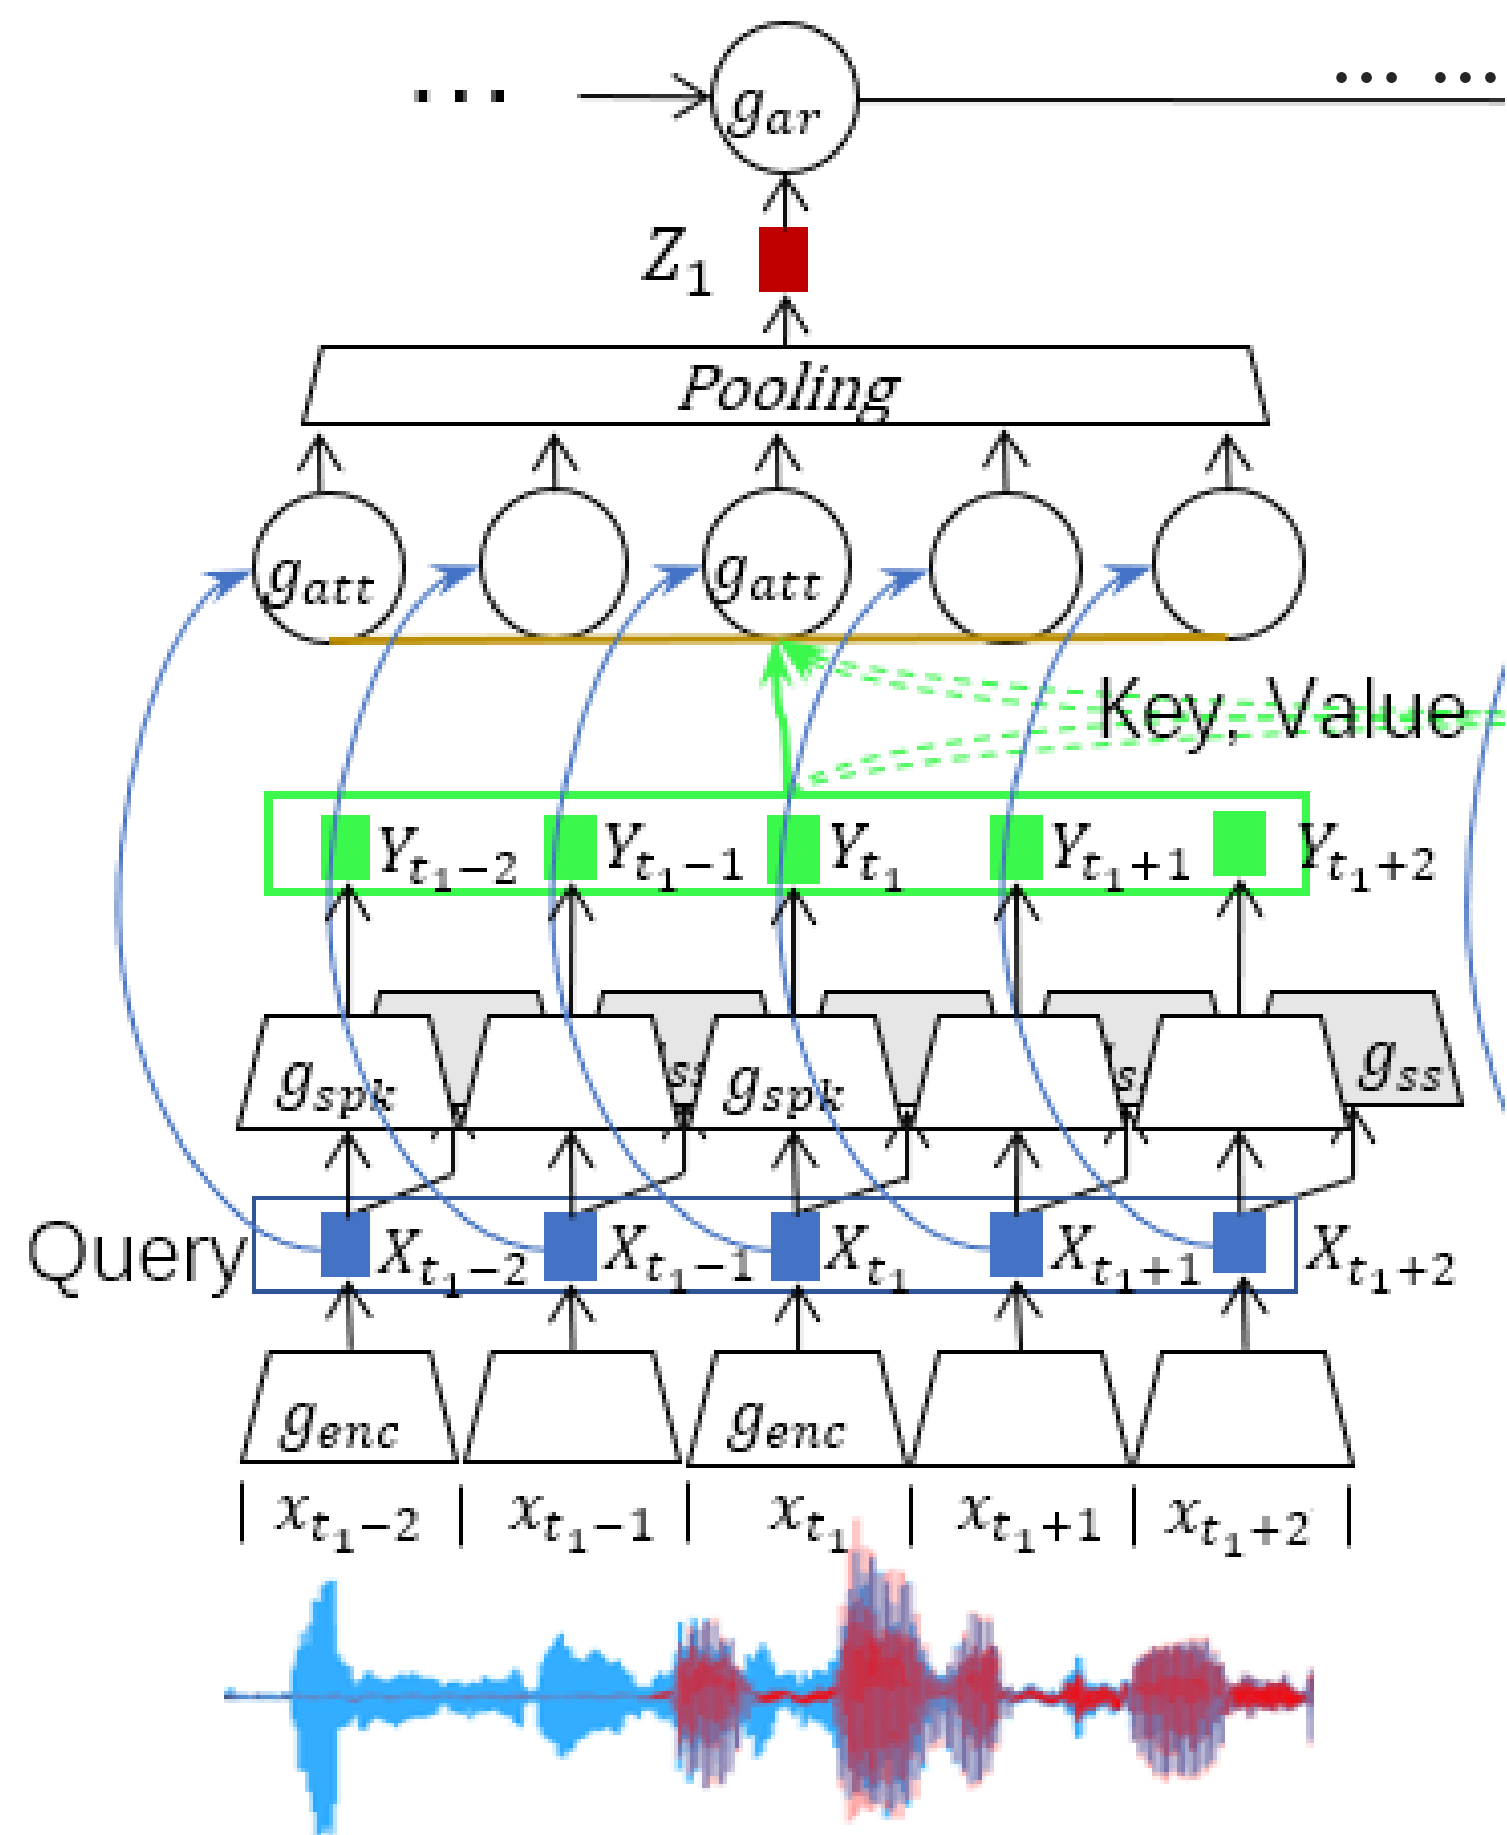 ... g_ar ... ...
Z_1
Pooling
g_att g_att
Key, Value
Y_{t_1-2} Y_{t_1-1} Y_{t_1} Y_{t_1+1} Y_{t_1+2}
g_spk g_spk g_ss
Query X_{t_1-2} X_{t_1-1} X_{t_1} X_{t_1+1} X_{t_1+2}
g_enc g_enc
x_{t_1-2} x_{t_1-1} x_{t_1} x_{t_1+1} x_{t_1+2}